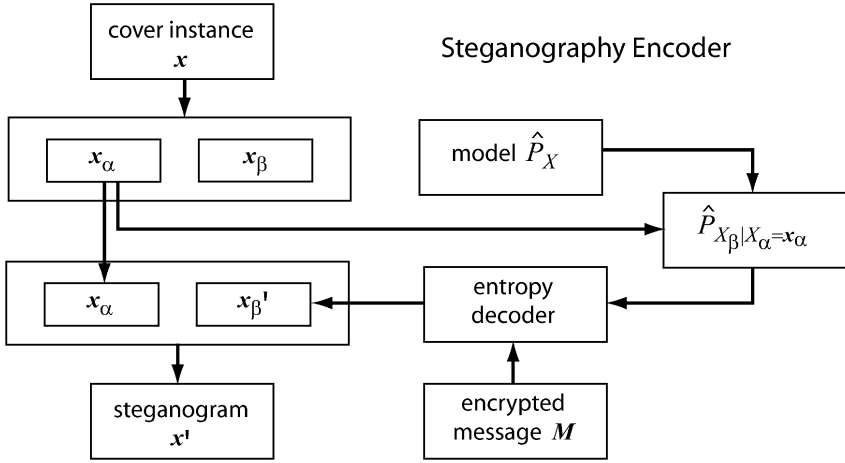 cover instance
x
Steganography Encoder
xα
xβ
model P̂X
P̂Xβ|Xα=xα
xα
xβ'
entropy
decoder
steganogram
x'
encrypted
message M